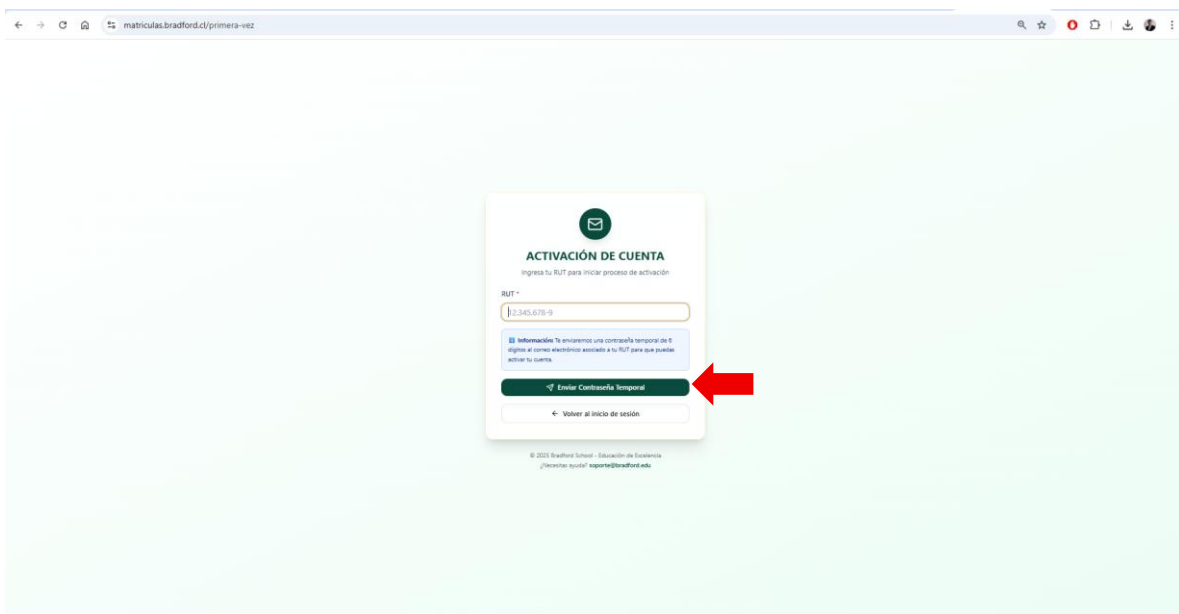 matriculas.bradford.cl/primera-vez
ACTIVACIÓN DE CUENTA
Ingresa tu RUT para iniciar proceso de activación
RUT *
12.345.678-9
Información: Te enviaremos una contraseña temporal de 6
dígitos al correo electrónico asociado a tu RUT para que puedas
activar tu cuenta.
Enviar Contraseña Temporal
Volver al inicio de sesión
© 2025 Bradford School - Educación de Excelencia
¿Necesitas ayuda? soporte@bradford.edu